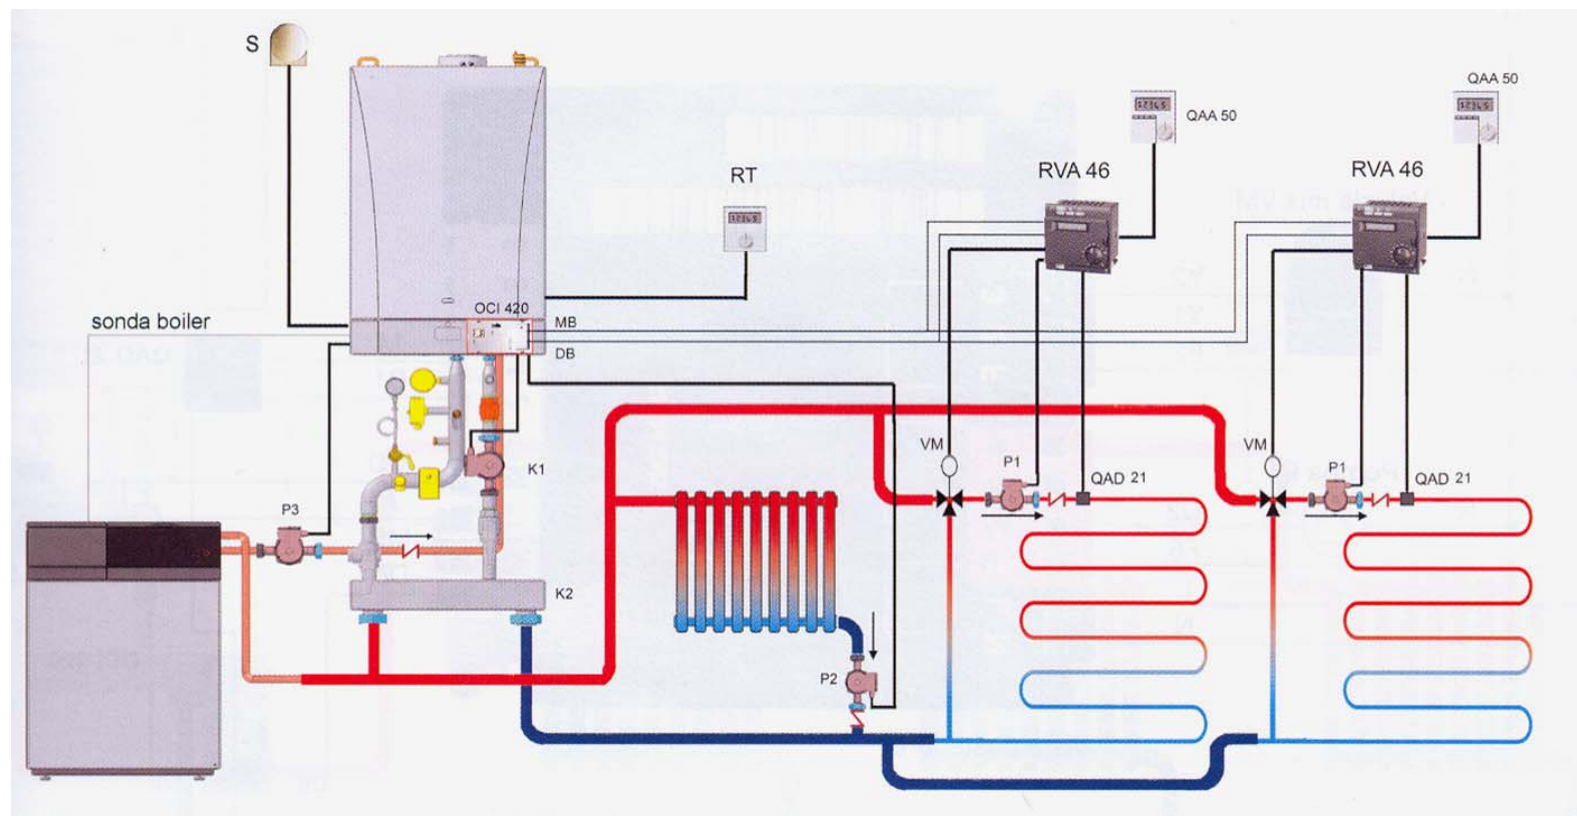 S
QAA 50
QAA 50
RVA 46
RVA 46
RT
OCI 420
sonda boiler
MB
DB
VM
P1
QAD 21
VM
P1
QAD 21
K1
P3
K2
P2